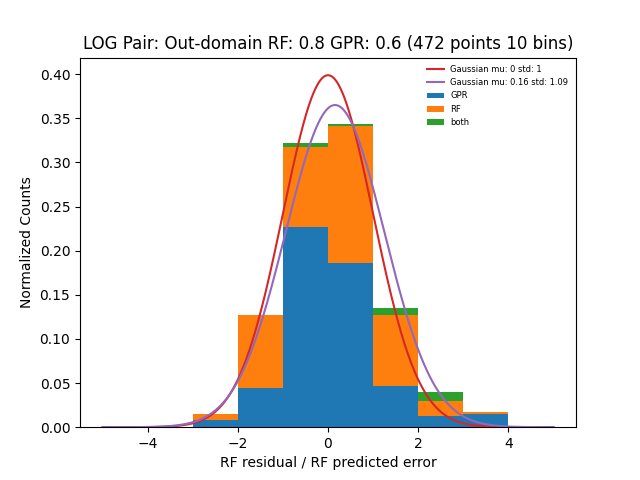 LOG Pair: Out-domain RF: 0.8 GPR: 0.6 (472 points 10 bins)
Gaussian mu: 0 std: 1
Gaussian mu: 0.16 std: 1.09
GPR
RF
both
Normalized Counts
0.40
0.35
0.30
0.25
0.20
0.15
0.10
0.05
0.00
−4
−2
0
2
4
RF residual / RF predicted error